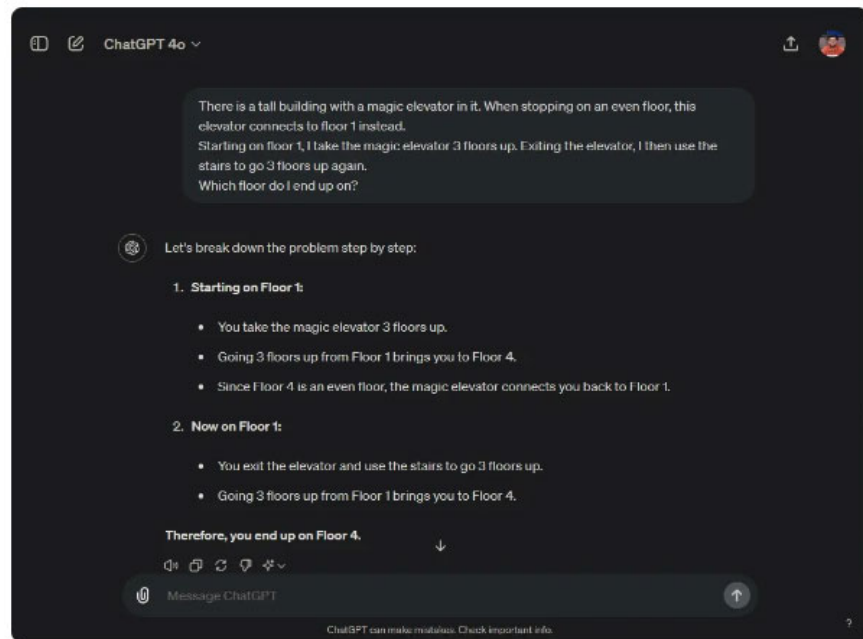 ChatGPT 4o
There is a tall building with a magic elevator in it. When stopping on an even floor, this
elevator connects to floor 1 instead.
Starting on floor 1, I take the magic elevator 3 floors up. Exiting the elevator, I then use the
stairs to go 3 floors up again.
Which floor do I end up on?
Let's break down the problem step by step:
1. Starting on Floor 1:
• You take the magic elevator 3 floors up.
• Going 3 floors up from Floor 1 brings you to Floor 4.
• Since Floor 4 is an even floor, the magic elevator connects you back to Floor 1.
2. Now on Floor 1:
• You exit the elevator and use the stairs to go 3 floors up.
• Going 3 floors up from Floor 1 brings you to Floor 4.
Therefore, you end up on Floor 4.
Message ChatGPT
ChatGPT can make mistakes. Check important info.
?